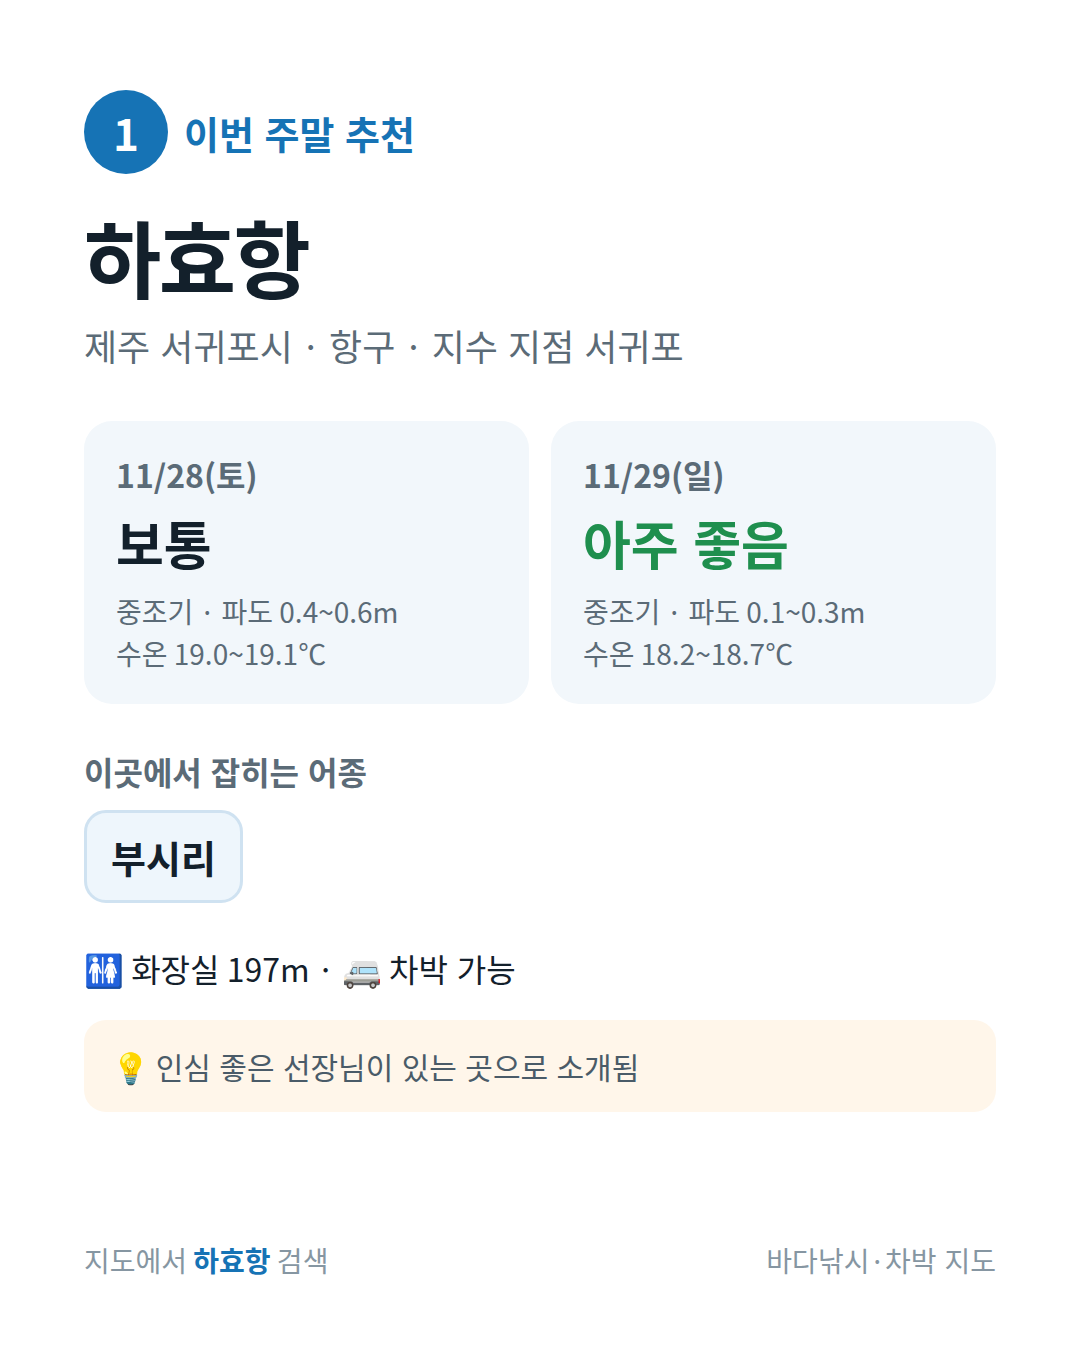 1 이번 주말 추천
하효항
제주 서귀포시 · 항구 · 지수 지점 서귀포
11/28(토)
보통
중조기 · 파도 0.4~0.6m
수온 19.0~19.1℃
11/29(일)
아주 좋음
중조기 · 파도 0.1~0.3m
수온 18.2~18.7℃
이곳에서 잡히는 어종
부시리
🚻 화장실 197m · 🚐 차박 가능
💡 인심 좋은 선장님이 있는 곳으로 소개됨
지도에서 하효항 검색
바다낚시·차박 지도